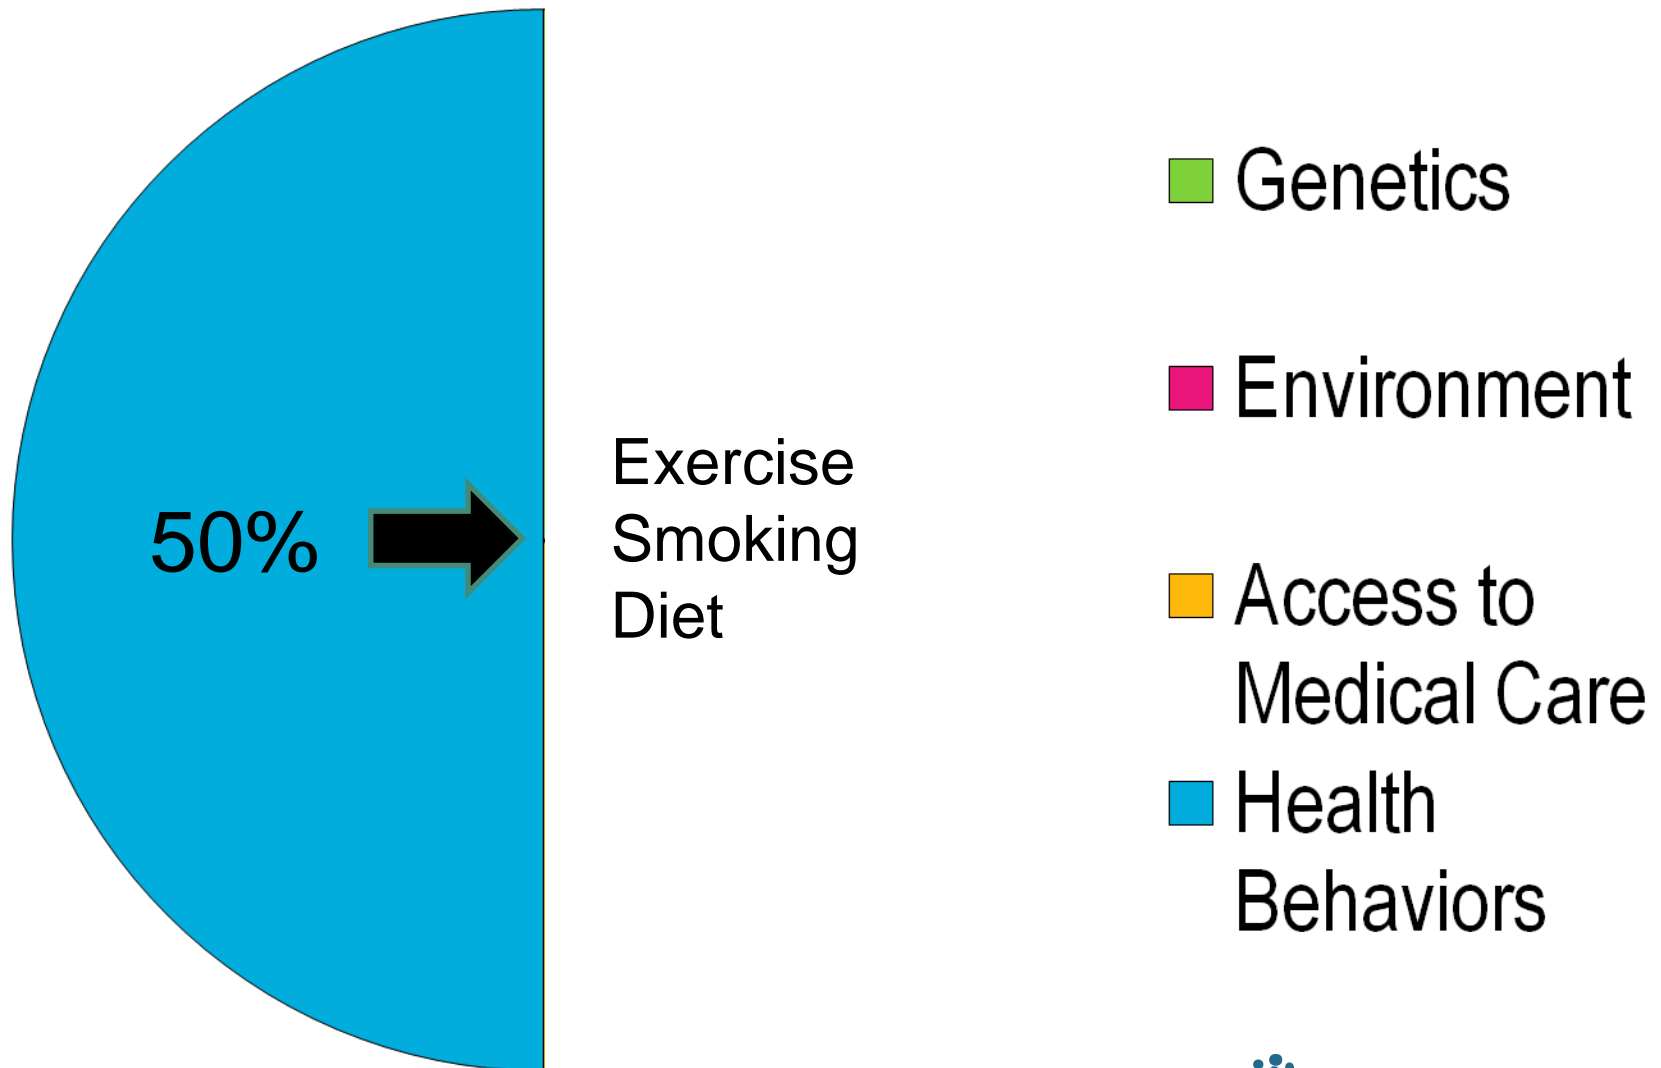 50%
Exercise
Smoking
Diet
Genetics
Environment
Access to
Medical Care
Health
Behaviors